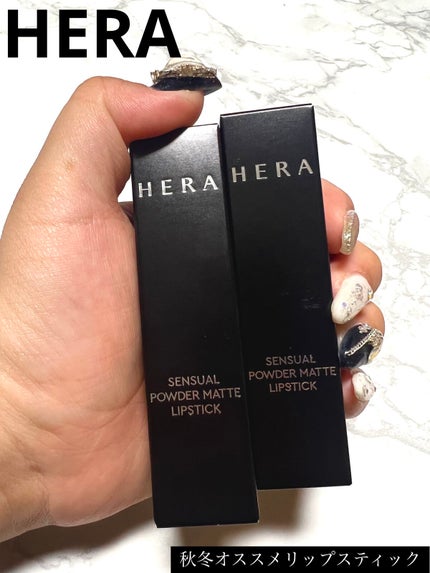 HERA
HERA
SENSUAL
POWDER MATTE
LIPSTICK
HERA
SENSUAL
POWDER MATTE
LIPSTICK
秋冬オススメリップスティック